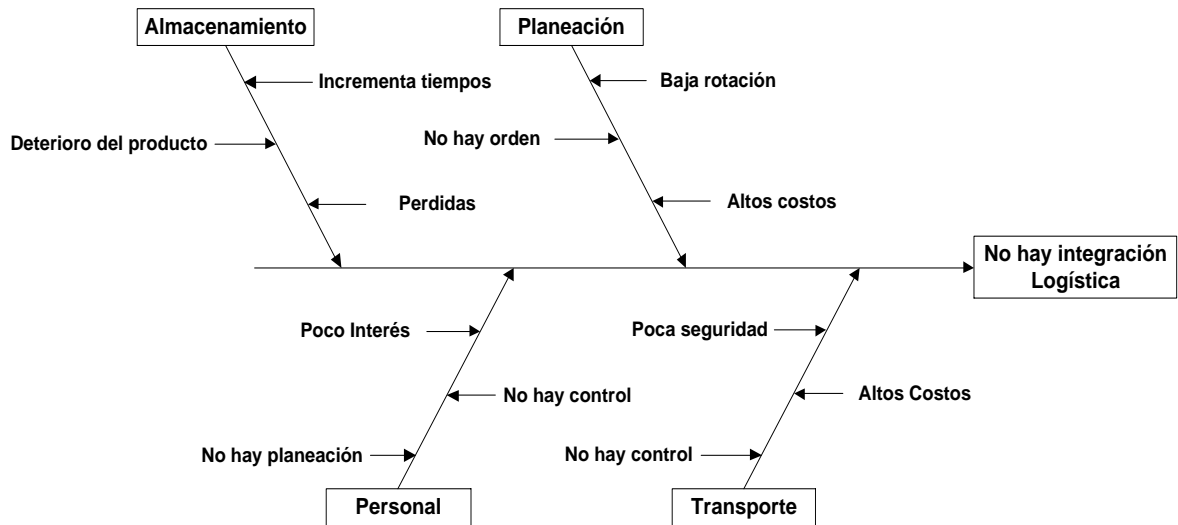 Almacenamiento
Planeación
Incrementa tiempos
Baja rotación
Deterioro del producto
No hay orden
Perdidas
Altos costos
No hay integración
Logística
Poco Interés
Poca seguridad
No hay control
Altos Costos
No hay planeación
No hay control
Personal
Transporte